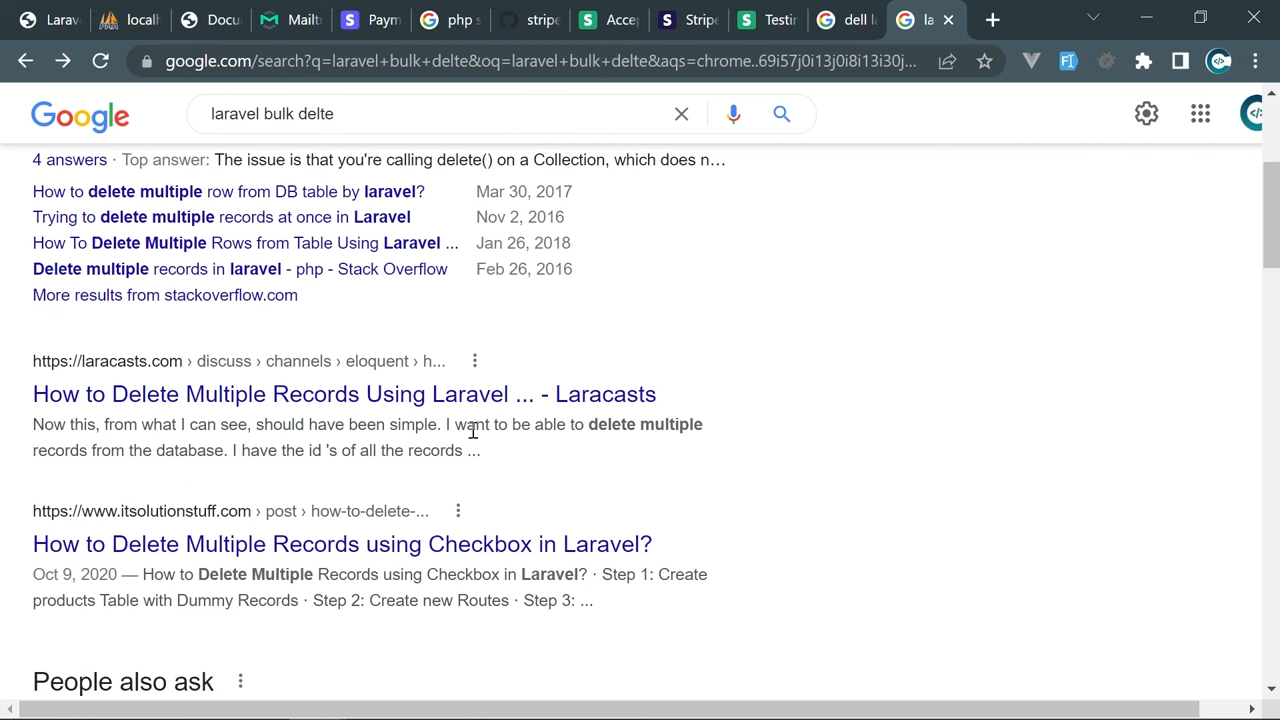 Larav
localh
Docu
Mailt
Paym
php s
stripe
Accep
Stripe
Testin
dell la
la
google.com/search?q=laravel+bulk+delte&oq=laravel+bulk+delte&aqs=chrome..69i57j0i13j0i8i13i30j...
Google
laravel bulk delte
4 answers · Top answer: The issue is that you're calling delete() on a Collection, which does n…
How to delete multiple row from DB table by laravel? Mar 30, 2017
Trying to delete multiple records at once in Laravel Nov 2, 2016
How To Delete Multiple Rows from Table Using Laravel ... Jan 26, 2018
Delete multiple records in laravel - php - Stack Overflow Feb 26, 2016
More results from stackoverflow.com
https://laracasts.com › discuss › channels › eloquent › h...
How to Delete Multiple Records Using Laravel ... - Laracasts
Now this, from what I can see, should have been simple. I want to be able to delete multiple
records from the database. I have the id 's of all the records ...
https://www.itsolutionstuff.com › post › how-to-delete-...
How to Delete Multiple Records using Checkbox in Laravel?
Oct 9, 2020 — How to Delete Multiple Records using Checkbox in Laravel? · Step 1: Create
products Table with Dummy Records · Step 2: Create new Routes · Step 3: ...
People also ask